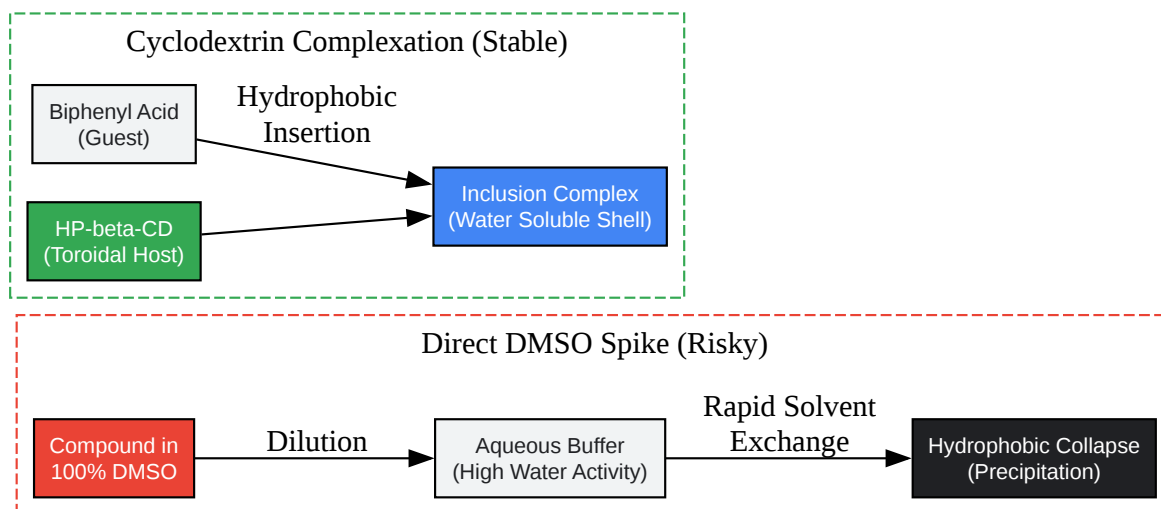 Cyclodextrin Complexation (Stable)
Biphenyl Acid
(Guest)
Hydrophobic
Insertion
HP-beta-CD
(Toroidal Host)
Inclusion Complex
(Water Soluble Shell)
Direct DMSO Spike (Risky)
Compound in
100% DMSO
Dilution
Aqueous Buffer
(High Water Activity)
Rapid Solvent
Exchange
Hydrophobic Collapse
(Precipitation)